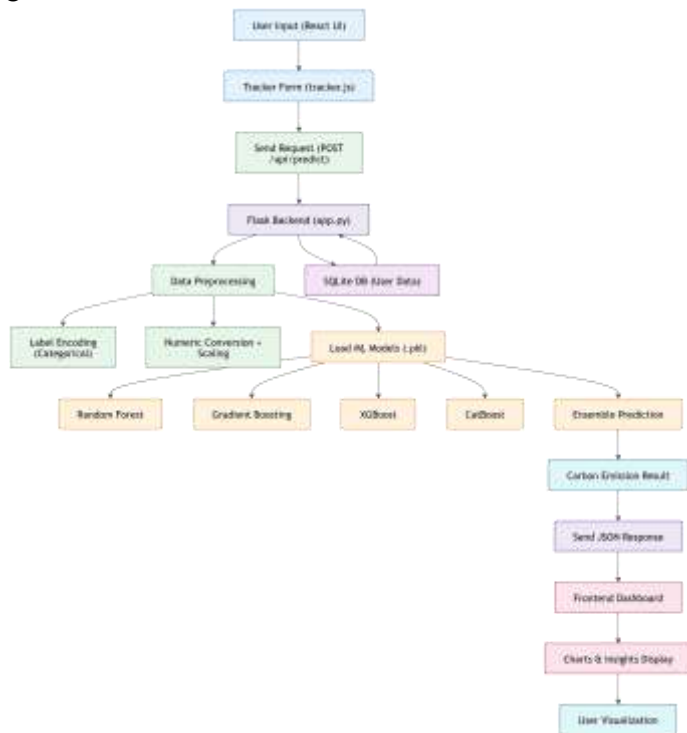 User Input (React UI)
Tracker Form (tracker.js)
Send Request (POST
/api/predict)
Flask Backend (app.py)
Data Preprocessing
SQLite DB (User Data)
Label Encoding
(Categorical)
Numeric Conversion +
Scaling
Load ML Models (.pkl)
Random Forest
Gradient Boosting
XGBoost
CatBoost
Ensemble Prediction
Carbon Emission Result
Send JSON Response
Frontend Dashboard
Charts & Insights Display
User Visualization